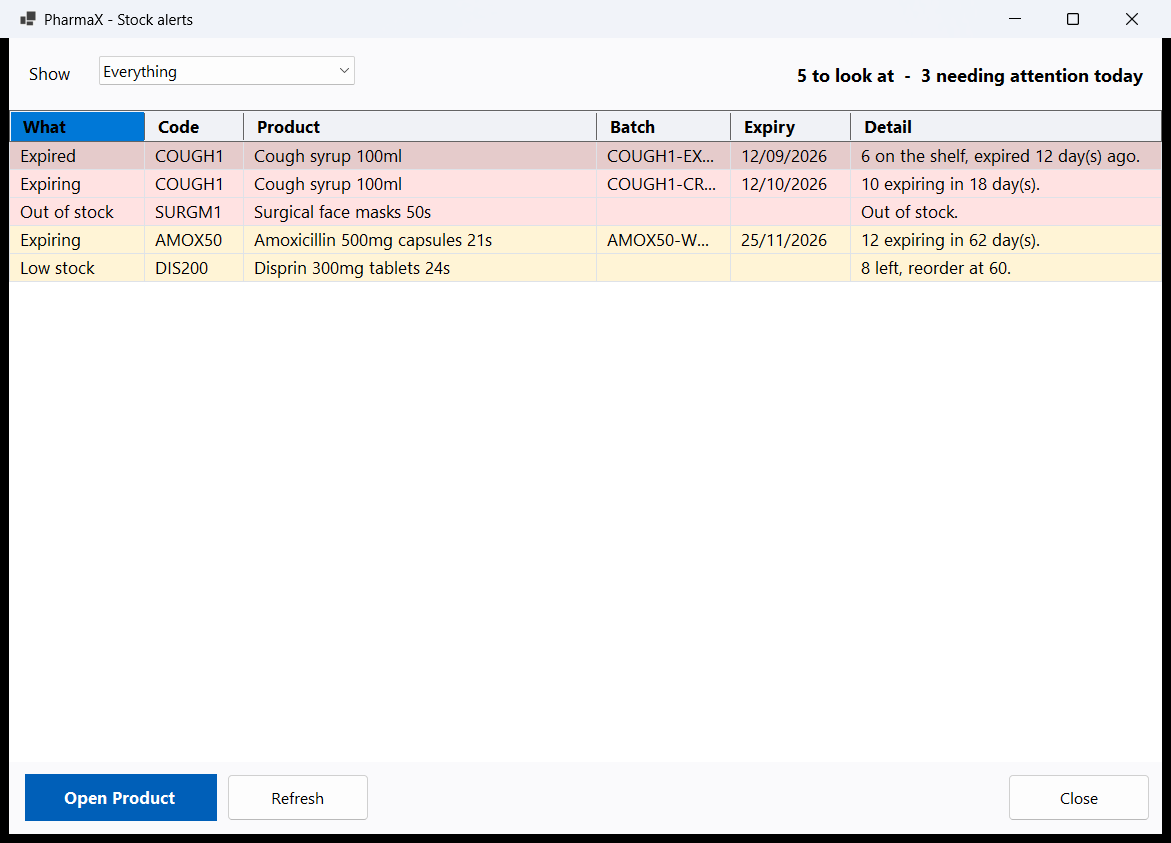 PharmaX - Stock alerts
Show Everything 5 to look at - 3 needing attention today
What Code Product Batch Expiry Detail
Expired COUGH1 Cough syrup 100ml COUGH1-EX... 12/09/2026 6 on the shelf, expired 12 day(s) ago.
Expiring COUGH1 Cough syrup 100ml COUGH1-CR... 12/10/2026 10 expiring in 18 day(s).
Out of stock SURGM1 Surgical face masks 50s Out of stock.
Expiring AMOX50 Amoxicillin 500mg capsules 21s AMOX50-W... 25/11/2026 12 expiring in 62 day(s).
Low stock DIS200 Disprin 300mg tablets 24s 8 left, reorder at 60.
Open Product Refresh Close